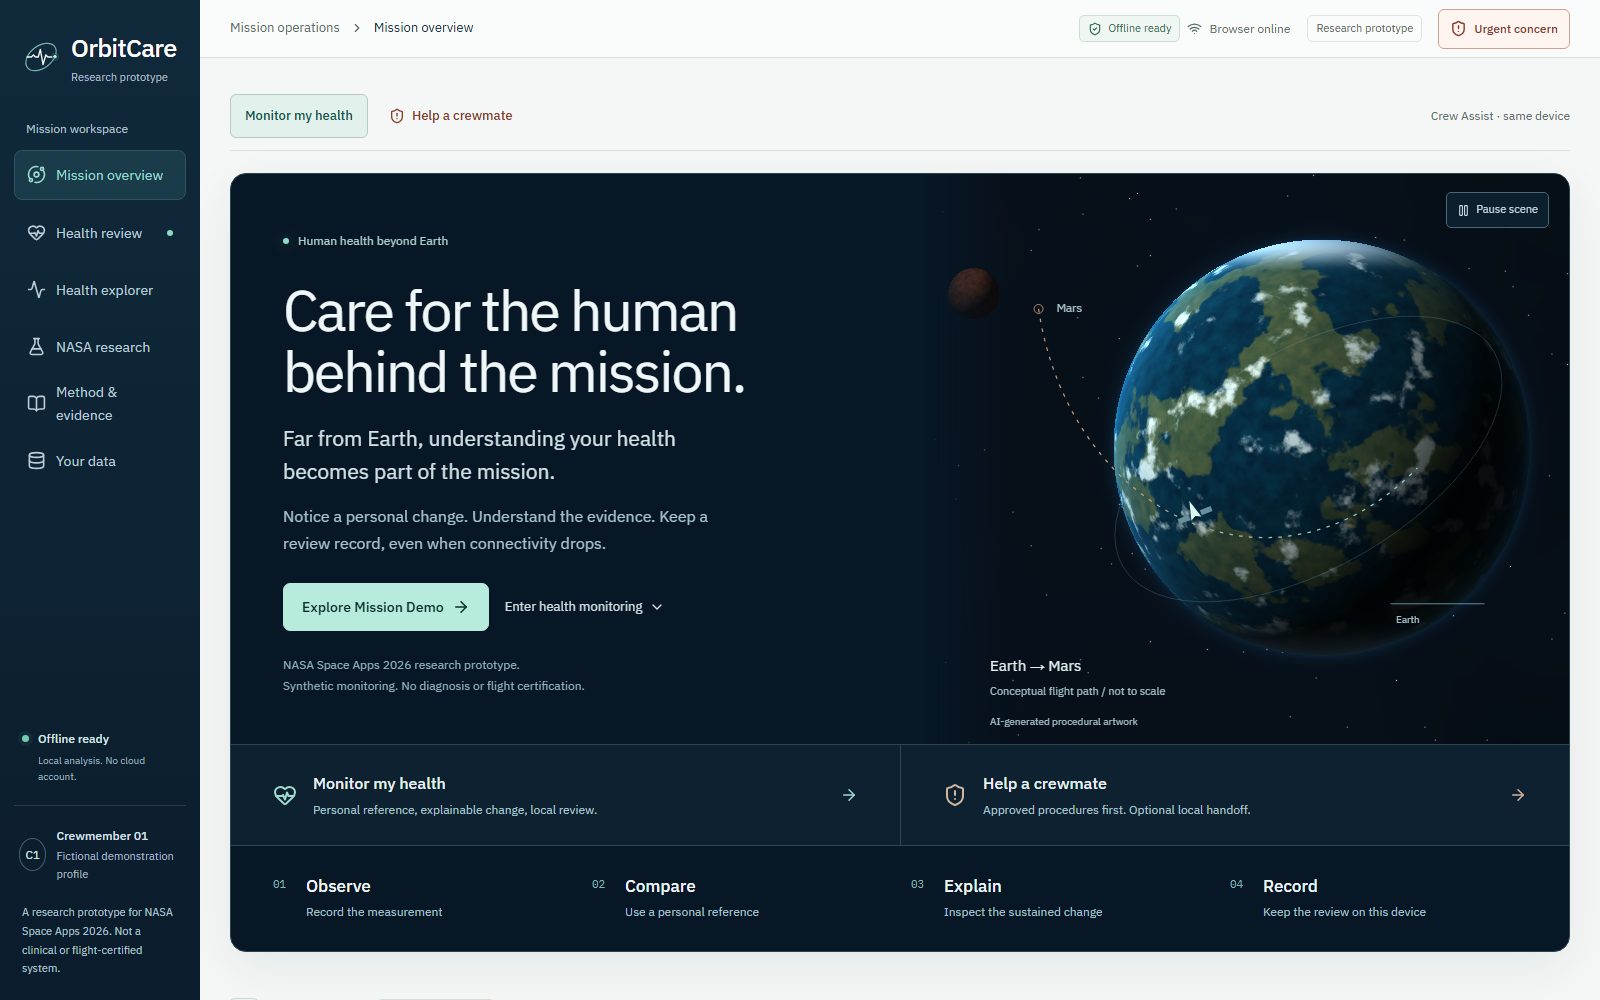 OrbitCare
Research prototype
Mission workspace
Mission overview
Health review
Health explorer
NASA research
Method &
evidence
Your data
Offline ready
Local analysis. No cloud
account.
C1
Crewmember 01
Fictional demonstration
profile
A research prototype for NASA
Space Apps 2026. Not a
clinical or flight-certified
system.
Mission operations
Mission overview
Offline ready
Browser online
Research prototype
Urgent concern
Monitor my health
Help a crewmate
Crew Assist · same device
Human health beyond Earth
Care for the human
behind the mission.
Far from Earth, understanding your health
becomes part of the mission.
Notice a personal change. Understand the evidence. Keep a
review record, even when connectivity drops.
Explore Mission Demo
Enter health monitoring
NASA Space Apps 2026 research prototype.
Synthetic monitoring. No diagnosis or flight certification.
Pause scene
Mars
Earth
Earth → Mars
Conceptual flight path / not to scale
AI-generated procedural artwork
Monitor my health
Personal reference, explainable change, local review.
Help a crewmate
Approved procedures first. Optional local handoff.
01
Observe
Record the measurement
02
Compare
Use a personal reference
03
Explain
Inspect the sustained change
04
Record
Keep the review on this device